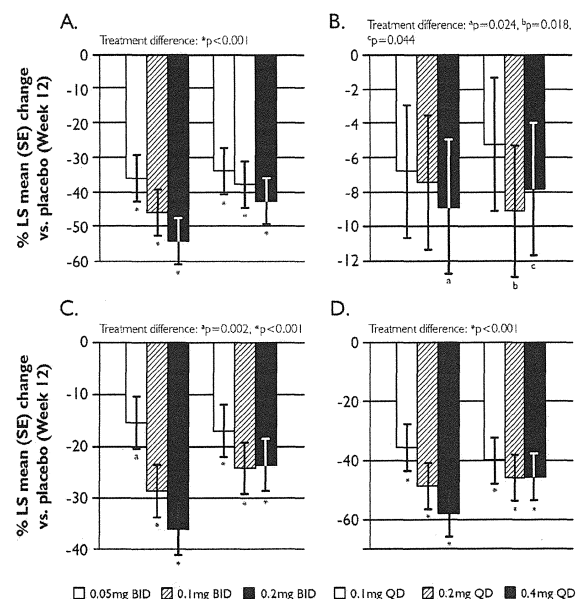 A.
Treatment difference: *p<0.001
% LS mean (SE) change
vs. placebo (Week 12)
0
-10
-20
-30
-40
-50
-60
* * * * * *
B.
Treatment difference: ᵃp=0.024, ᵇp=0.018,
ᶜp=0.044
0
-2
-4
-6
-8
-10
-12
a b c
C.
Treatment difference: ᵃp=0.002, *p<0.001
% LS mean (SE) change
vs. placebo (Week 12)
0
-10
-20
-30
-40
a * * * * *
D.
Treatment difference: *p<0.001
0
-20
-40
-60
* * * * * *
0.05mg BID 0.1mg BID 0.2mg BID 0.1mg QD 0.2mg QD 0.4mg QD